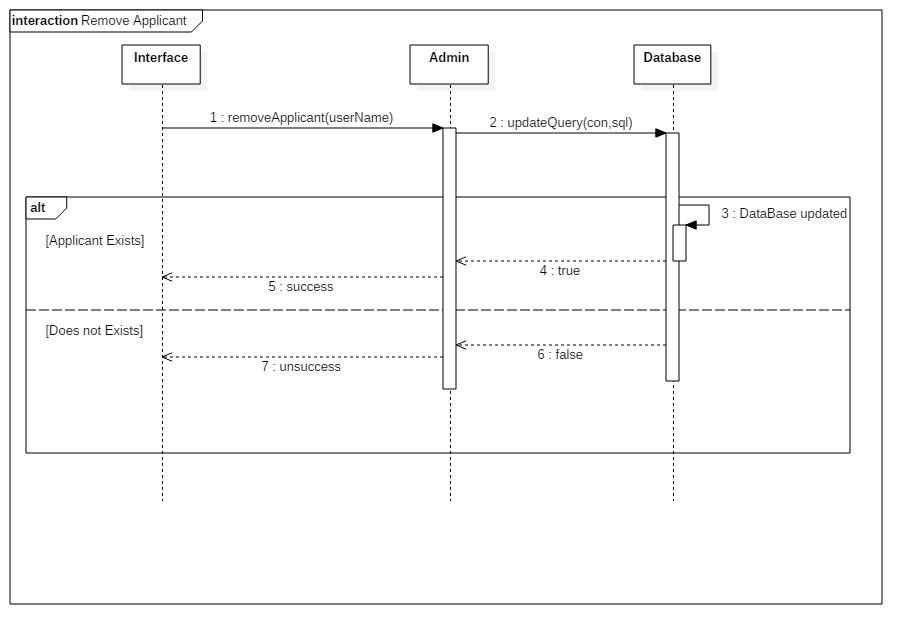 interaction Remove Applicant
Interface
Admin
Database
1 : removeApplicant(userName)
2 : updateQuery(con,sql)
alt
3 : DataBase updated
[Applicant Exists]
4 : true
5 : success
[Does not Exists]
6 : false
7 : unsuccess